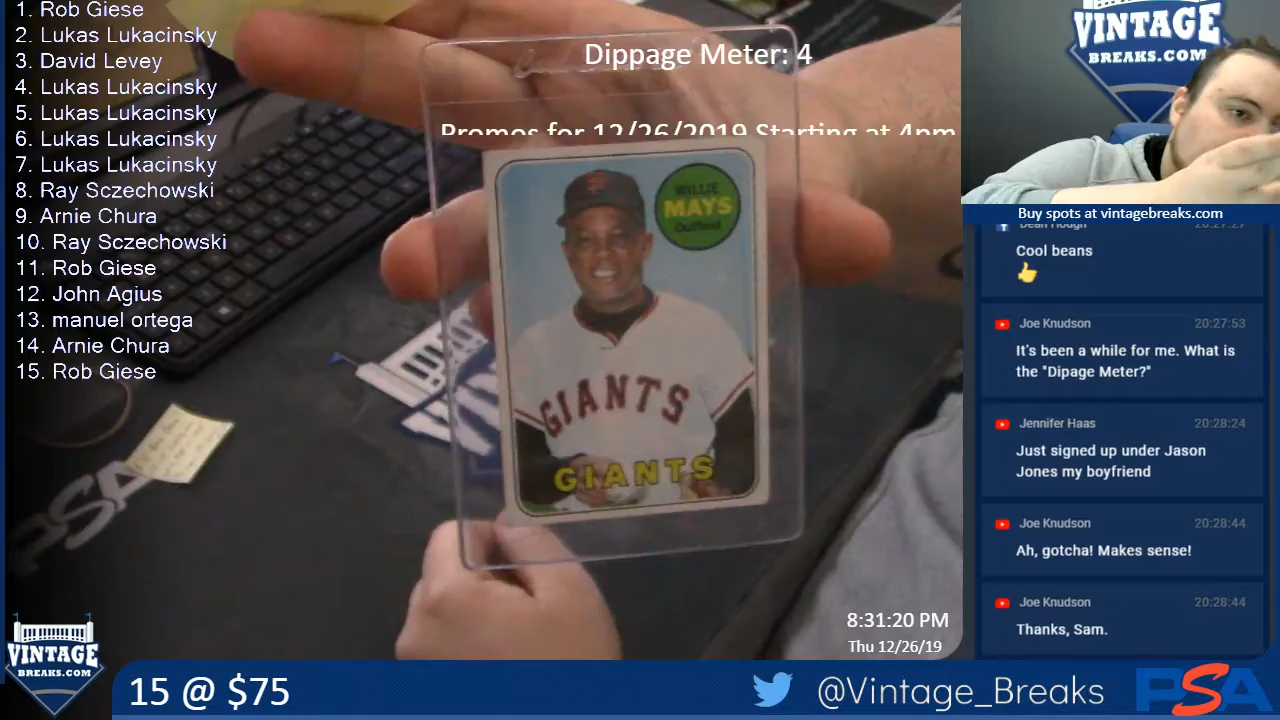 1. Rob Giese
2. Lukas Lukacinsky
3. David Levey
4. Lukas Lukacinsky
5. Lukas Lukacinsky
6. Lukas Lukacinsky
7. Lukas Lukacinsky
8. Ray Sczechowski
9. Arnie Chura
10. Ray Sczechowski
11. Rob Giese
12. John Agius
13. manuel ortega
14. Arnie Chura
15. Rob Giese
Dippage Meter: 4
Promos for 12/26/2019 Starting at 4pm
WILLIE
MAYS
Outfield
GIANTS
GIANTS
PSA
VINTAGE
BREAKS.COM
Buy spots at vintagebreaks.com
Dean Hough 20:27:27
Cool beans
👍
Joe Knudson 20:27:53
It's been a while for me. What is
the "Dipage Meter?"
Jennifer Haas 20:28:24
Just signed up under Jason
Jones my boyfriend
Joe Knudson 20:28:44
Ah, gotcha! Makes sense!
Joe Knudson 20:28:44
Thanks, Sam.
8:31:20 PM
Thu 12/26/19
VINTAGE
BREAKS.COM
15 @ $75
@Vintage_Breaks
PSA